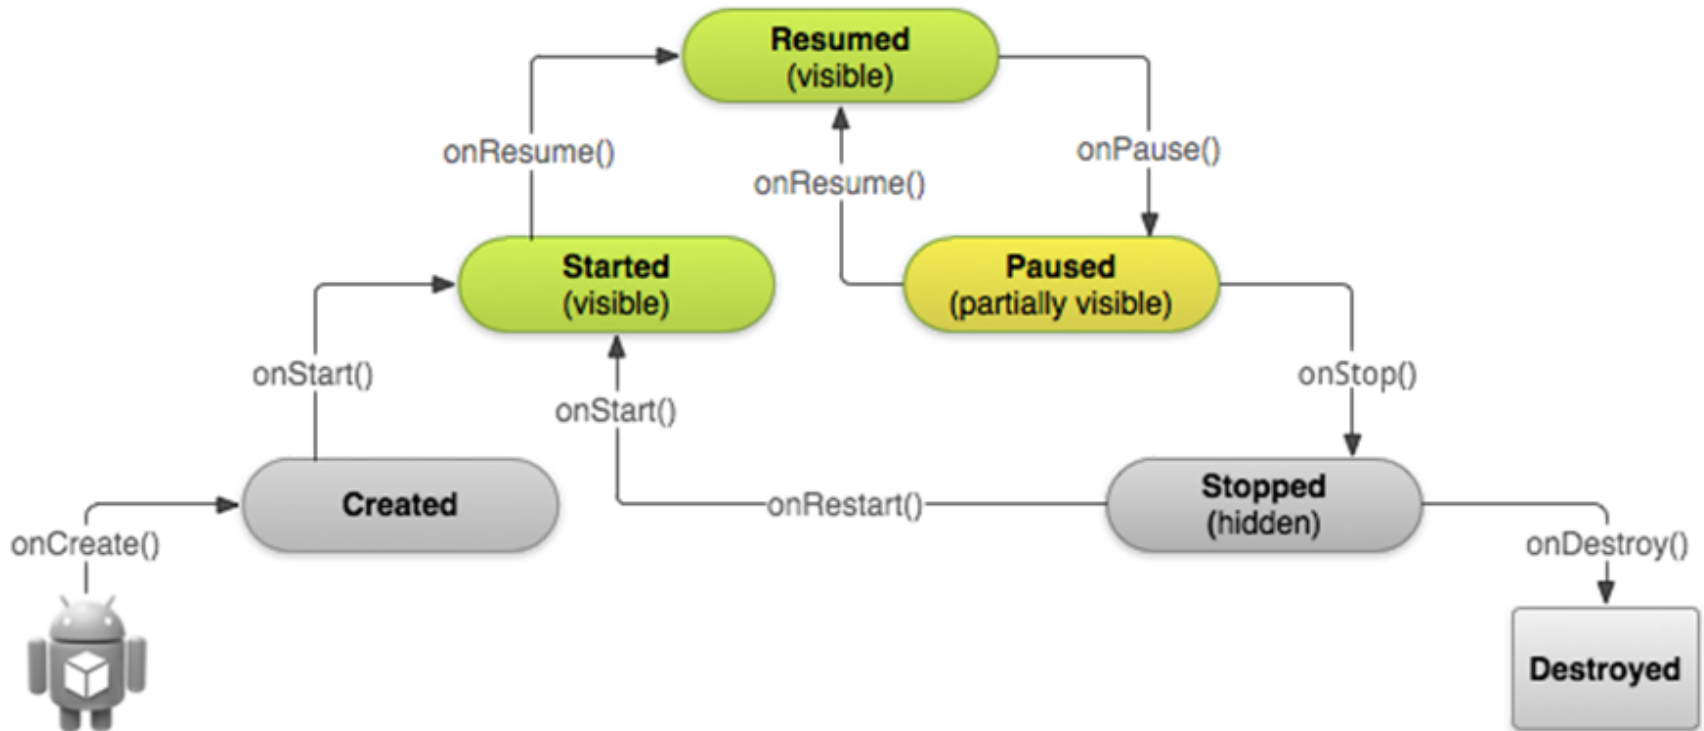 Resumed
(visible)
onResume()
onPause()
onResume()
Started
(visible)
Paused
(partially visible)
onStart()
onStop()
onStart()
Created
onRestart()
Stopped
(hidden)
onCreate()
onDestroy()
Destroyed